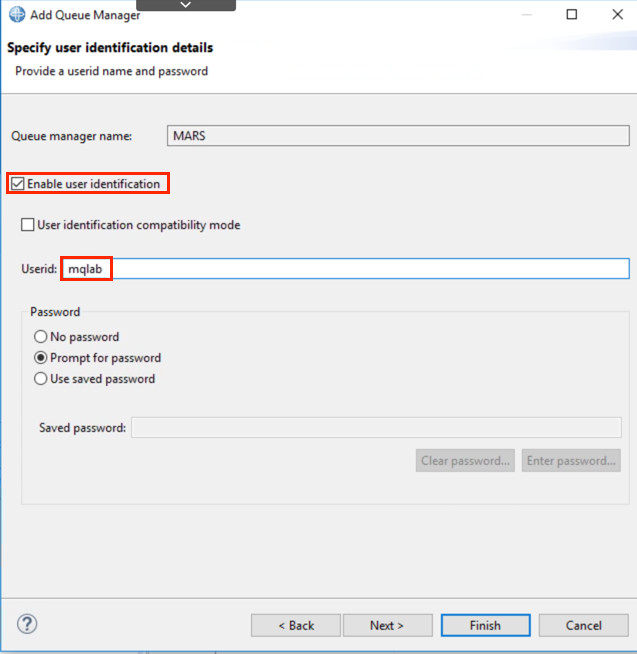 Add Queue Manager
Specify user identification details
Provide a userid name and password
Queue manager name: MARS
Enable user identification
User identification compatibility mode
Userid: mqlab
Password
No password
Prompt for password
Use saved password
Saved password:
Clear password... Enter password...
? < Back Next > Finish Cancel